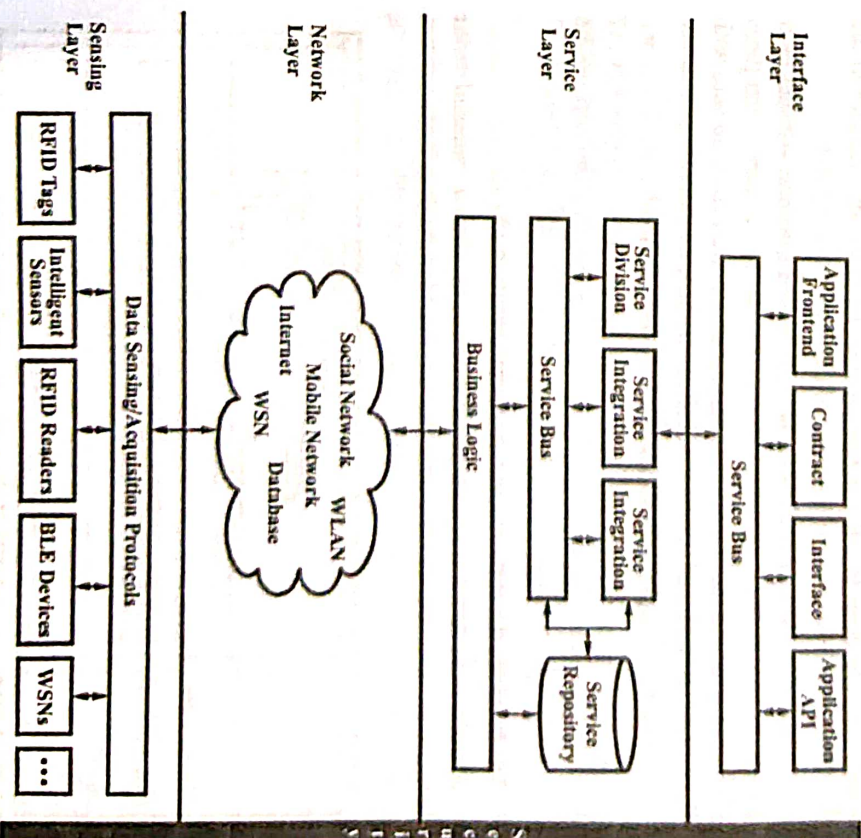 Interface
Layer
Application
Frontend
Contract
Interface
Application
API
Service Bus
Service
Layer
Service
Division
Service
Integration
Service
Integration
Service Bus
Service
Repository
Business Logic
Network
Layer
Social Network
WLAN
Mobile Network
Internet
Database
WSN
Sensing
Layer
Data Sensing/Acquisition Protocols
RFID Tags
Intelligent
Sensors
RFID Readers
BLE Devices
WSNs
...